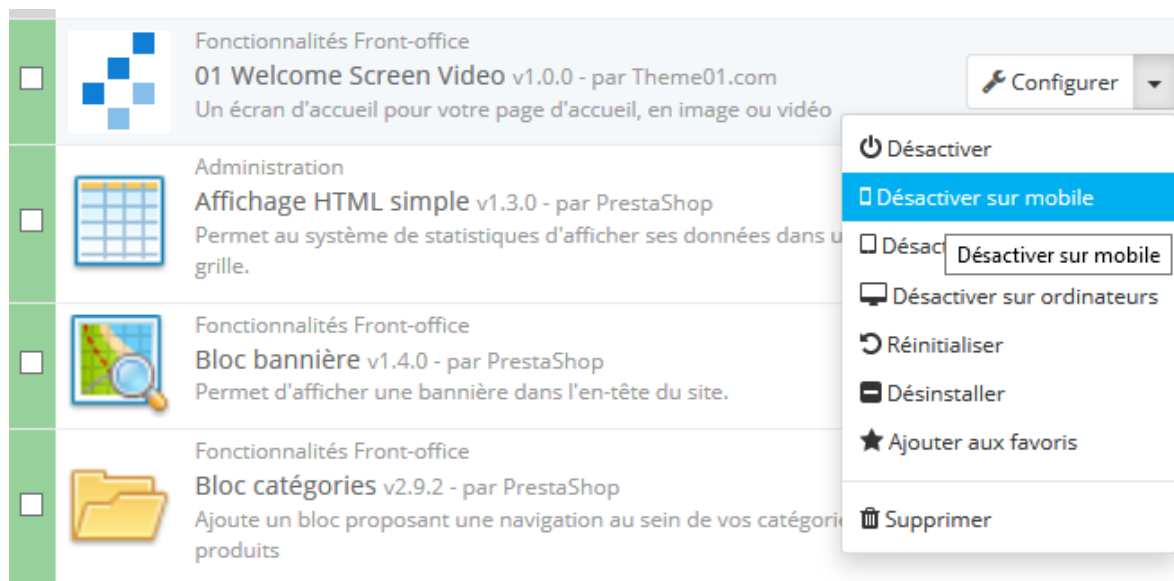 Fonctionnalités Front-office
01 Welcome Screen Video v1.0.0 - par Theme01.com
Un écran d'accueil pour votre page d'accueil, en image ou vidéo
Configurer
Administration
Affichage HTML simple v1.3.0 - par PrestaShop
Permet au système de statistiques d'afficher ses données dans
grille.
Fonctionnalités Front-office
Bloc bannière v1.4.0 - par PrestaShop
Permet d'afficher une bannière dans l'en-tête du site.
Fonctionnalités Front-office
Bloc catégories v2.9.2 - par PrestaShop
Ajoute un bloc proposant une navigation au sein de vos
produits
Désactiver
Désactiver sur mobile
Désactiver sur mobile
Désactiver sur ordinateurs
Réinitialiser
Désinstaller
Ajouter aux favoris
Supprimer